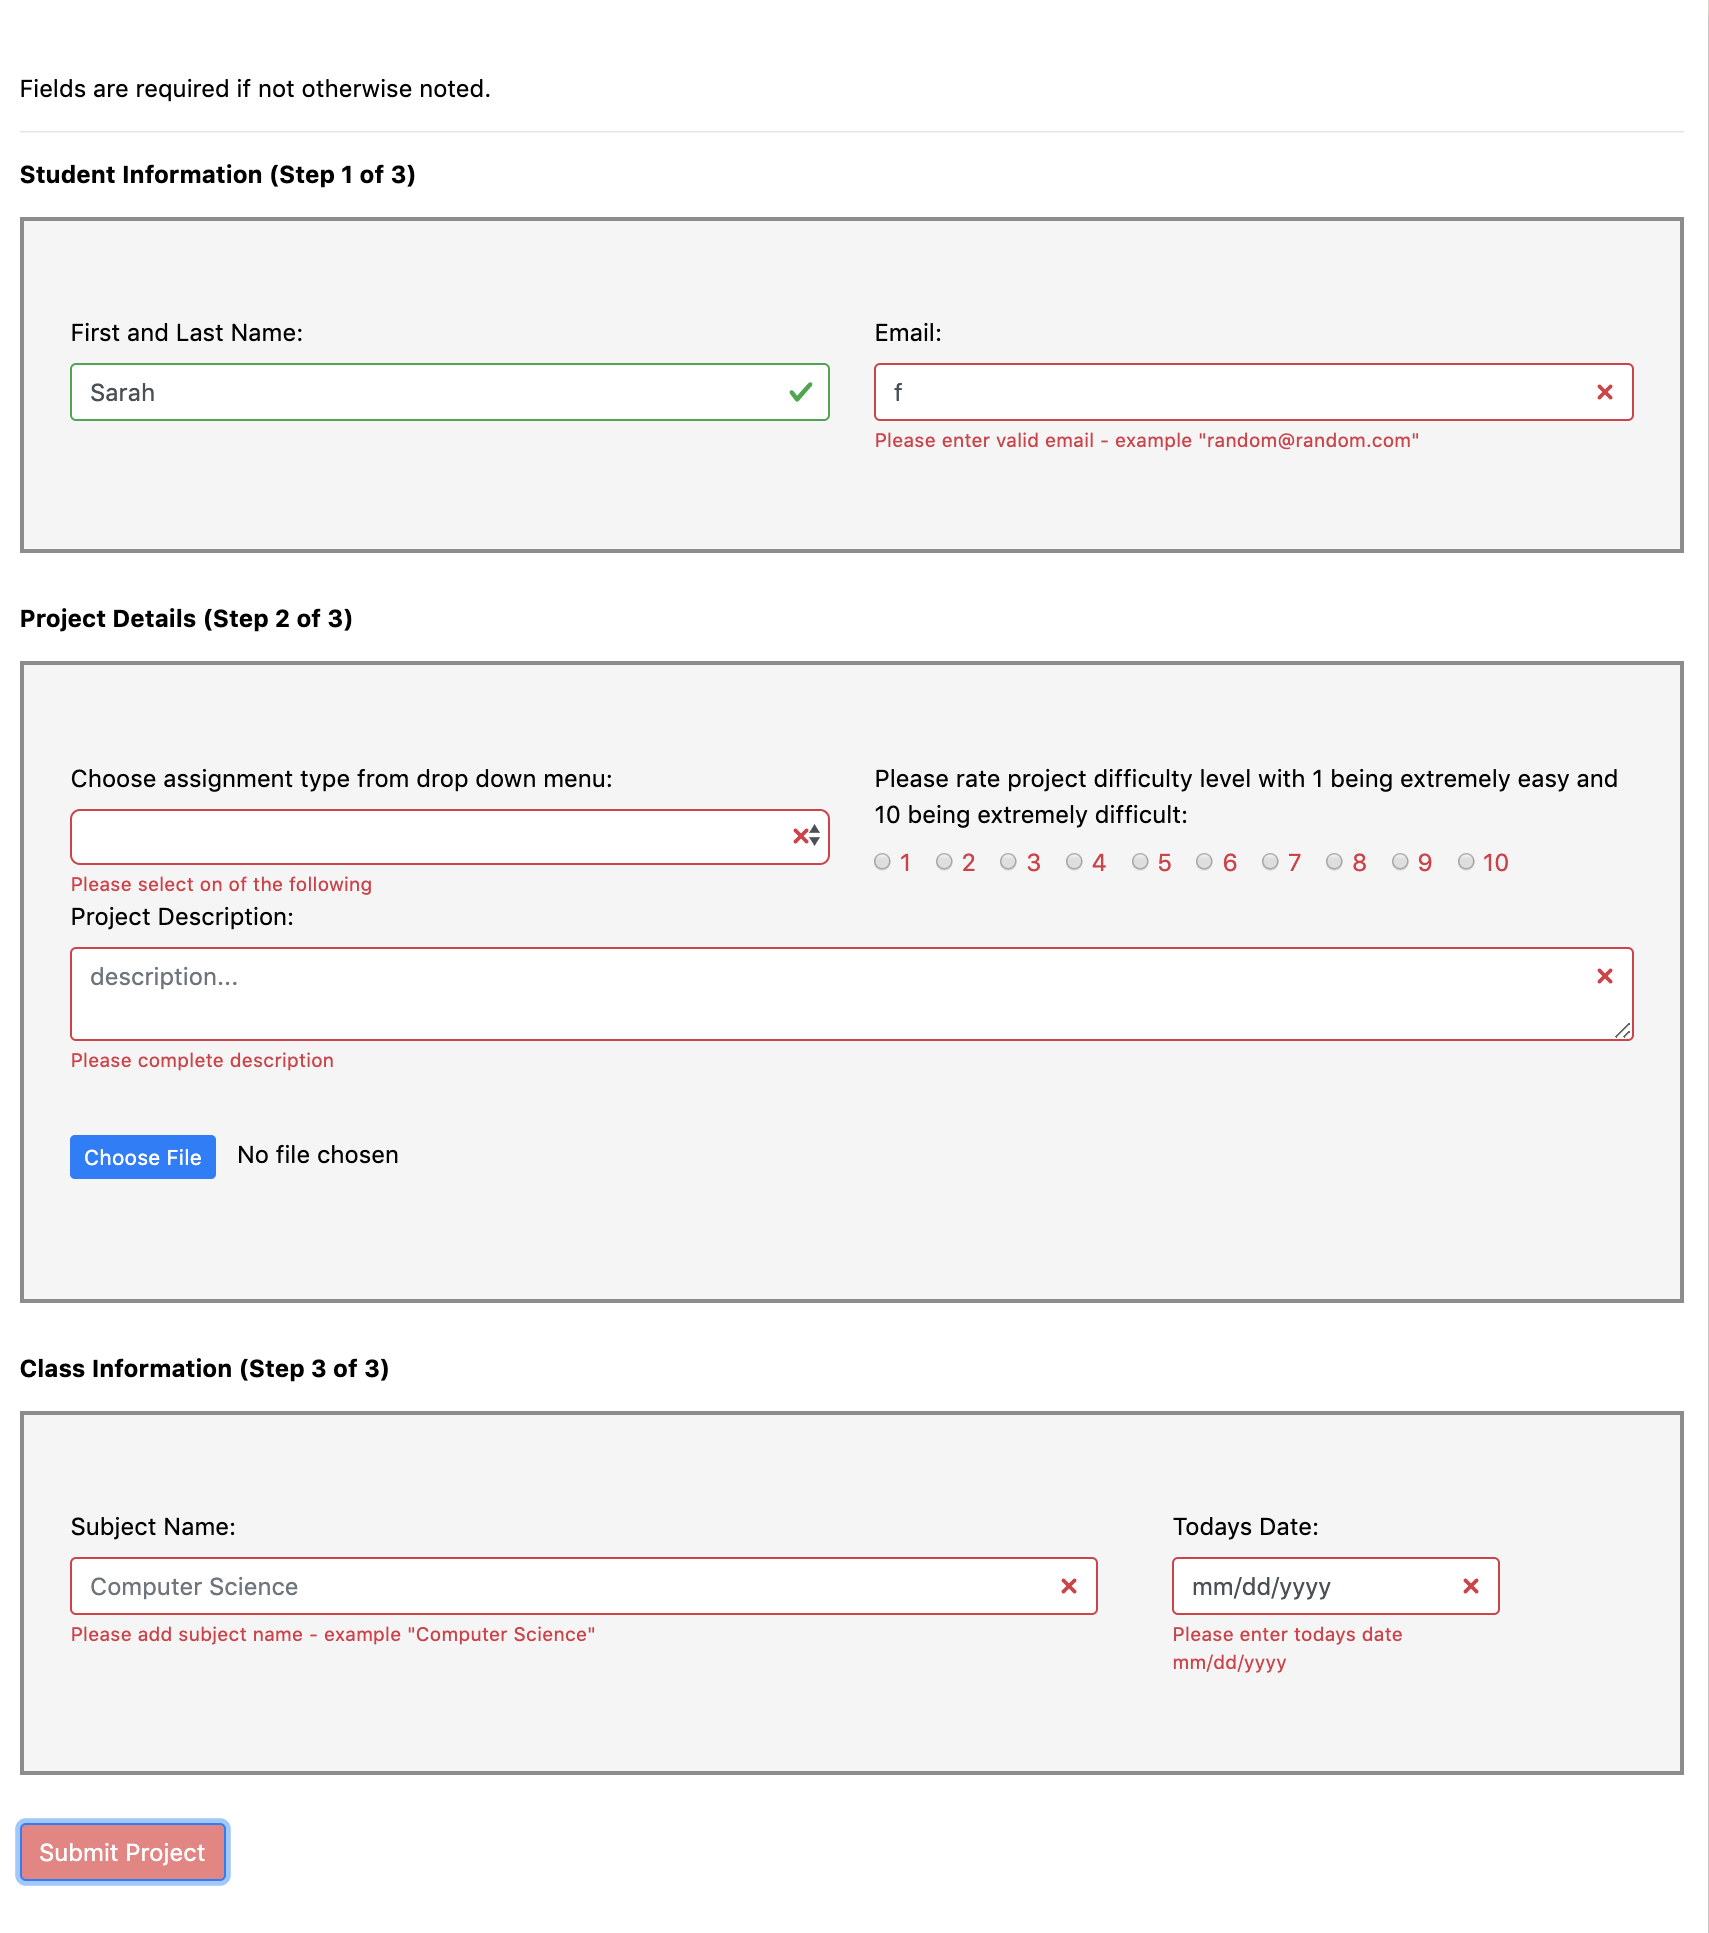 Fields are required if not otherwise noted.
Student Information (Step 1 of 3)
First and Last Name:
Sarah
Email:
f
Please enter valid email - example "random@random.com"
Project Details (Step 2 of 3)
Choose assignment type from drop down menu:
Please select on of the following
Please rate project difficulty level with 1 being extremely easy and
10 being extremely difficult:
1 2 3 4 5 6 7 8 9 10
Project Description:
description...
Please complete description
Choose File No file chosen
Class Information (Step 3 of 3)
Subject Name:
Computer Science
Please add subject name - example "Computer Science"
Todays Date:
mm/dd/yyyy
Please enter todays date
mm/dd/yyyy
Submit Project